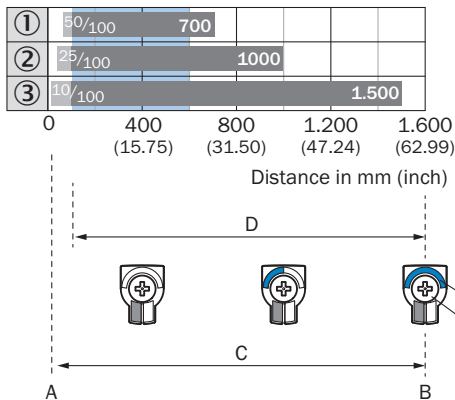 ① 50/100 700
② 25/100 1000
③ 10/100 1.500
0 400 800 1.200 1.600
(15.75) (31.50) (47.24) (62.99)
Distance in mm (inch)
D
C
A B